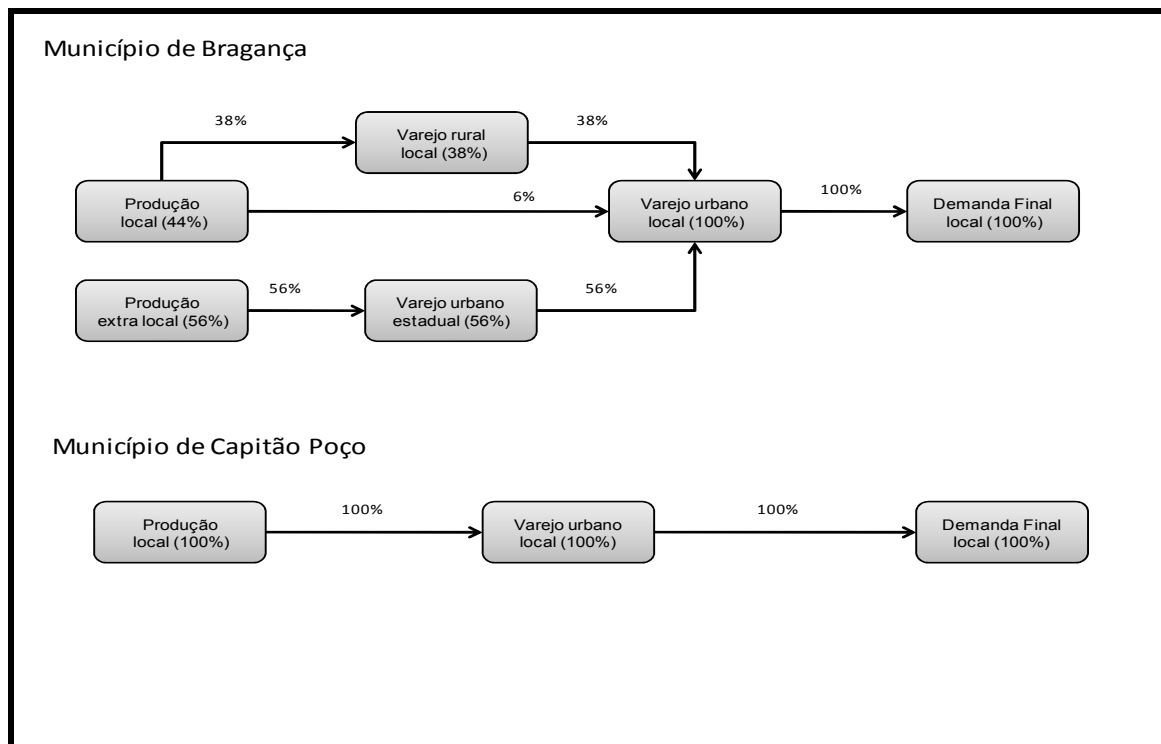 Município de Bragança
38%
Varejo rural
local (38%)
38%
Produção
local (44%)
6%
Varejo urbano
local (100%)
100%
Demanda Final
local (100%)
Produção
extra local (56%)
56%
Varejo urbano
estadual (56%)
56%
Município de Capitão Poço
Produção
local (100%)
100%
Varejo urbano
local (100%)
100%
Demanda Final
local (100%)